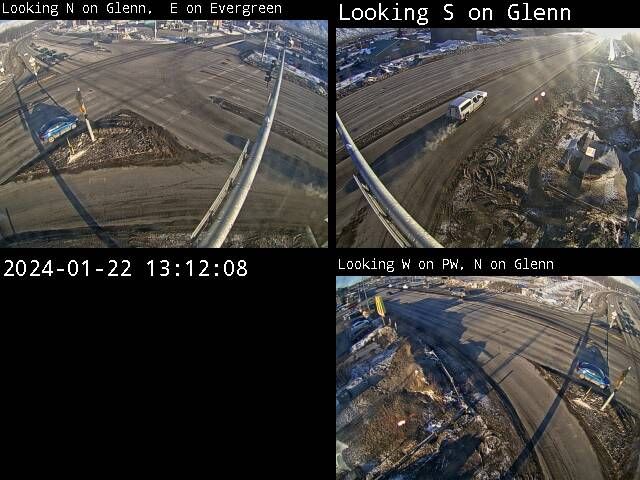 Looking N on Glenn,  E on Evergreen
Looking S on Glenn
2024-01-22 13:12:08
Looking W on PW, N on Glenn